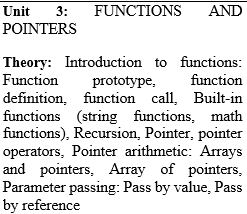 Unit 3: FUNCTIONS AND
POINTERS
Theory: Introduction to functions:
Function prototype, function
definition, function call, Built-in
functions (string functions, math
functions), Recursion, Pointer, pointer
operators, Pointer arithmetic: Arrays
and pointers, Array of pointers,
Parameter passing: Pass by value, Pass
by reference